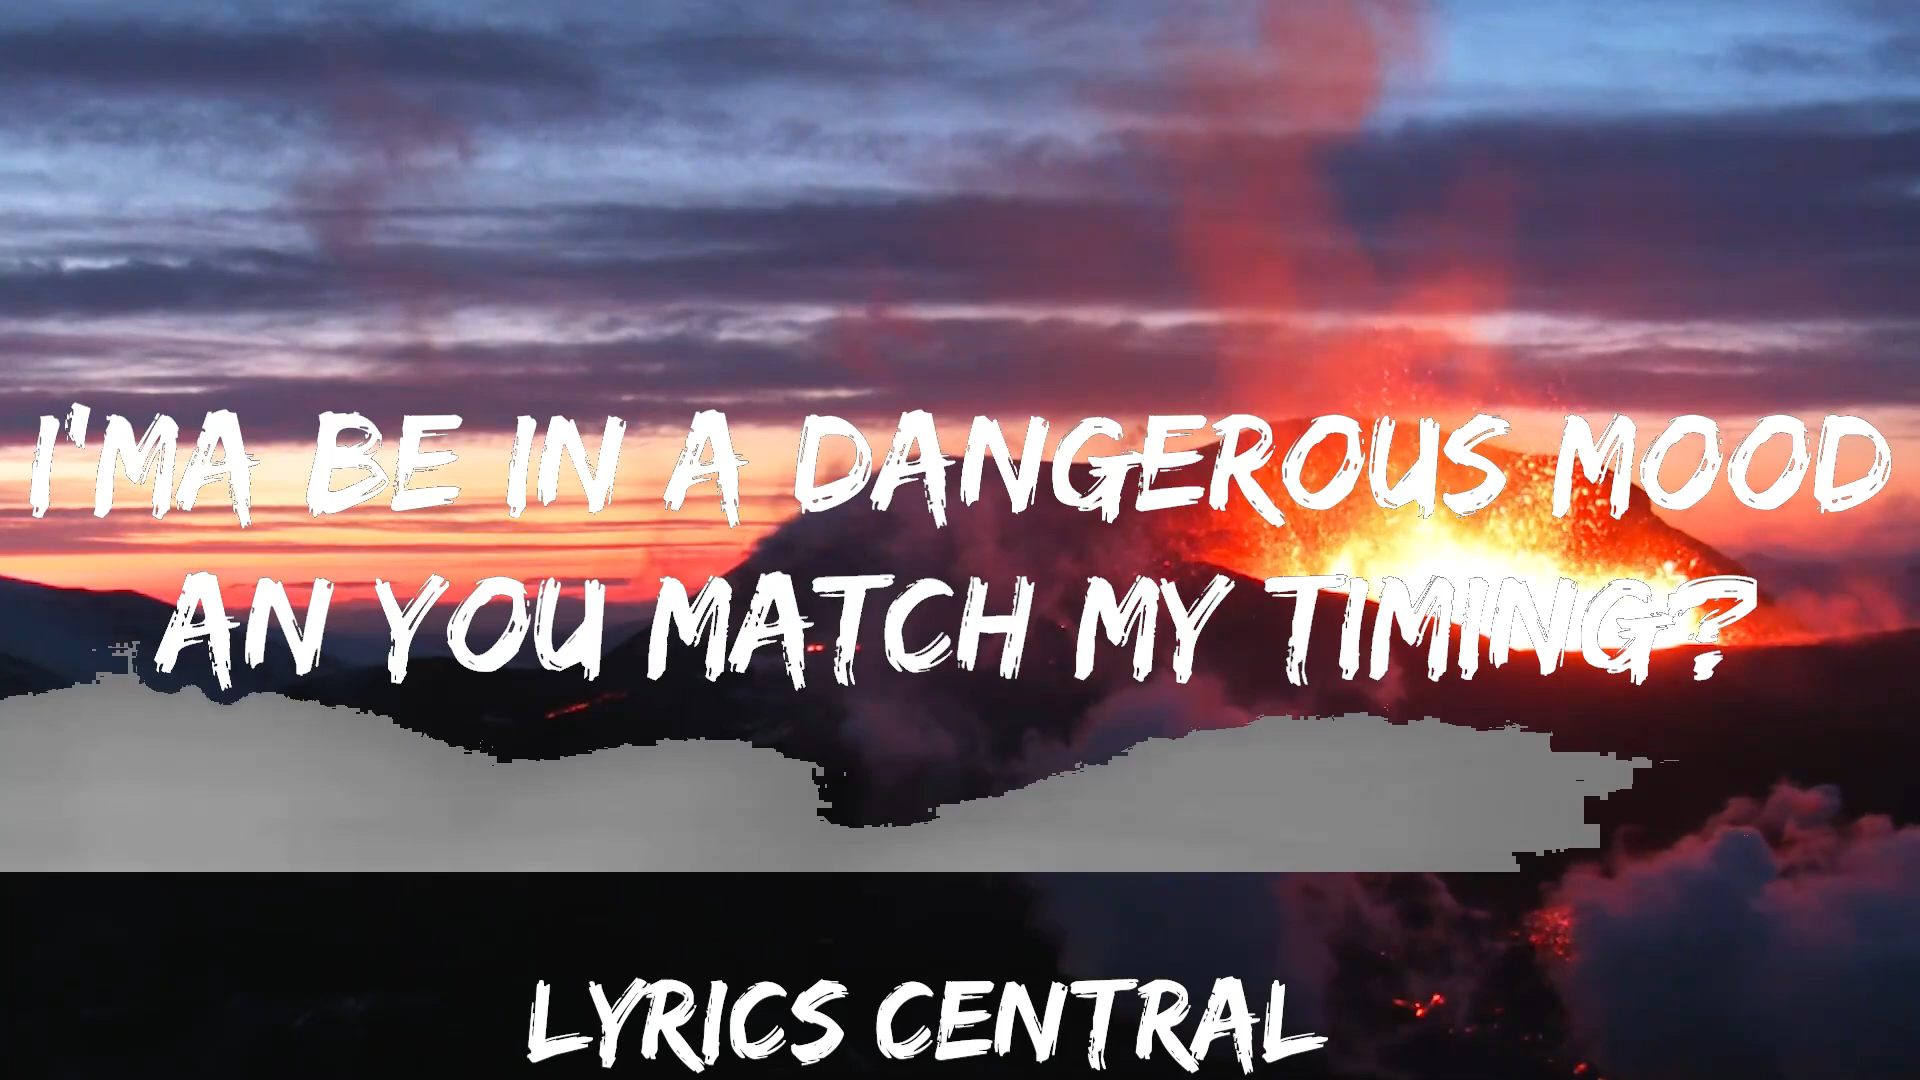 I'MA BE IN A DANGEROUS MOOD
AN YOU MATCH MY TIMING?
LYRICS CENTRAL